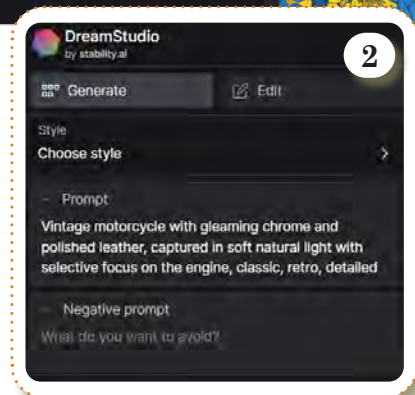 DreamStudio
by stability.ai
2
Generate
Edit
Style
Choose style
Prompt
Vintage motorcycle with gleaming chrome and
polished leather, captured in soft natural light with
selective focus on the engine, classic, retro, detailed
Negative prompt
What do you want to avoid?